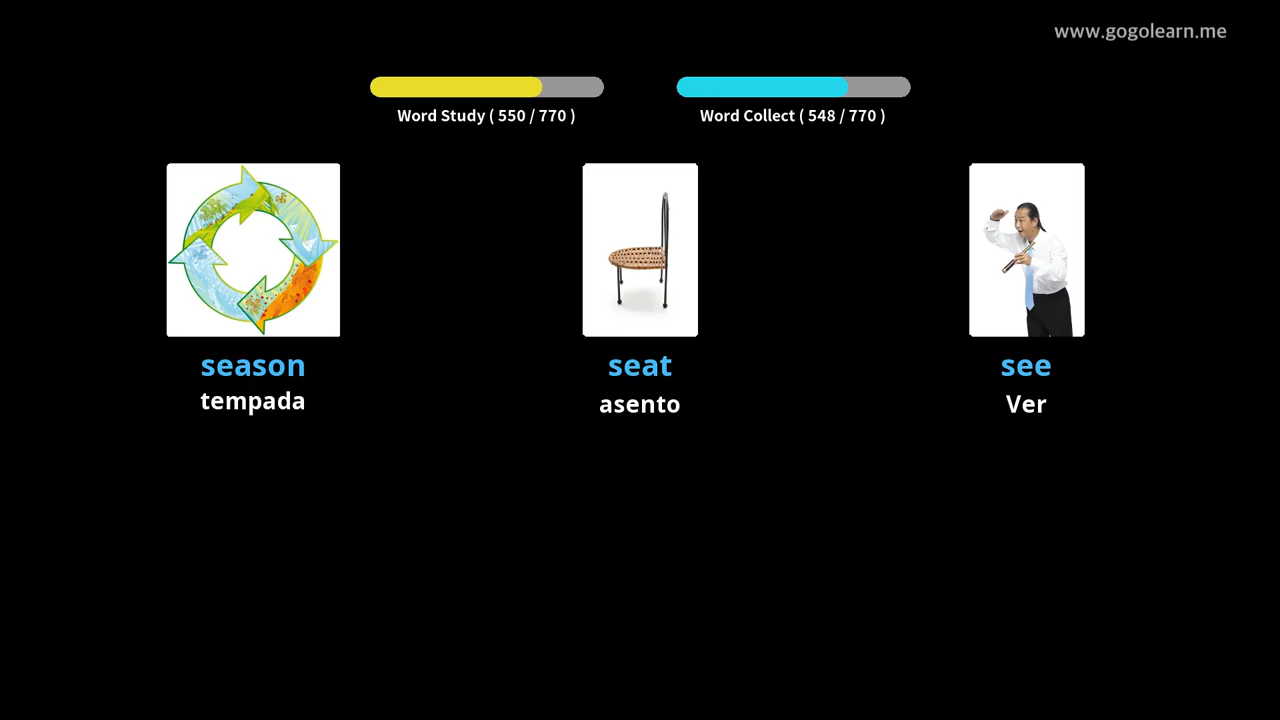 www.gogolearn.me
Word Study ( 550 / 770 )
Word Collect ( 548 / 770 )
season
tempada
seat
asento
see
Ver